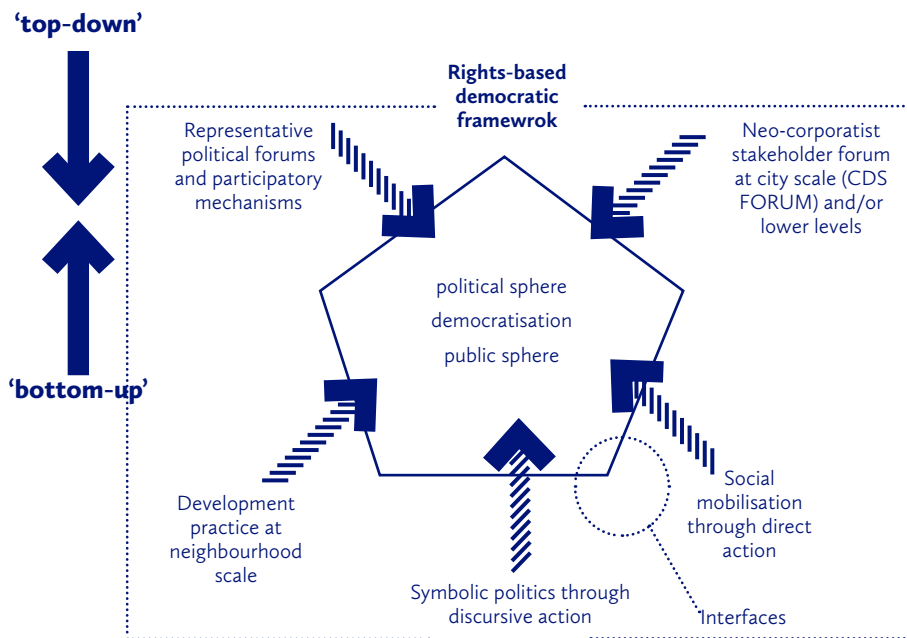 ‘top-down’
Rights-based
democratic
framewrok
Representative
political forums
and participatory
mechanisms
Neo-corporatist
stakeholder forum
at city scale (CDS
FORUM) and/or
lower levels
political sphere
democratisation
public sphere
‘bottom-up’
Development
practice at
neighbourhood
scale
Social
mobilisation
through direct
action
Symbolic politics through
discursive action
Interfaces